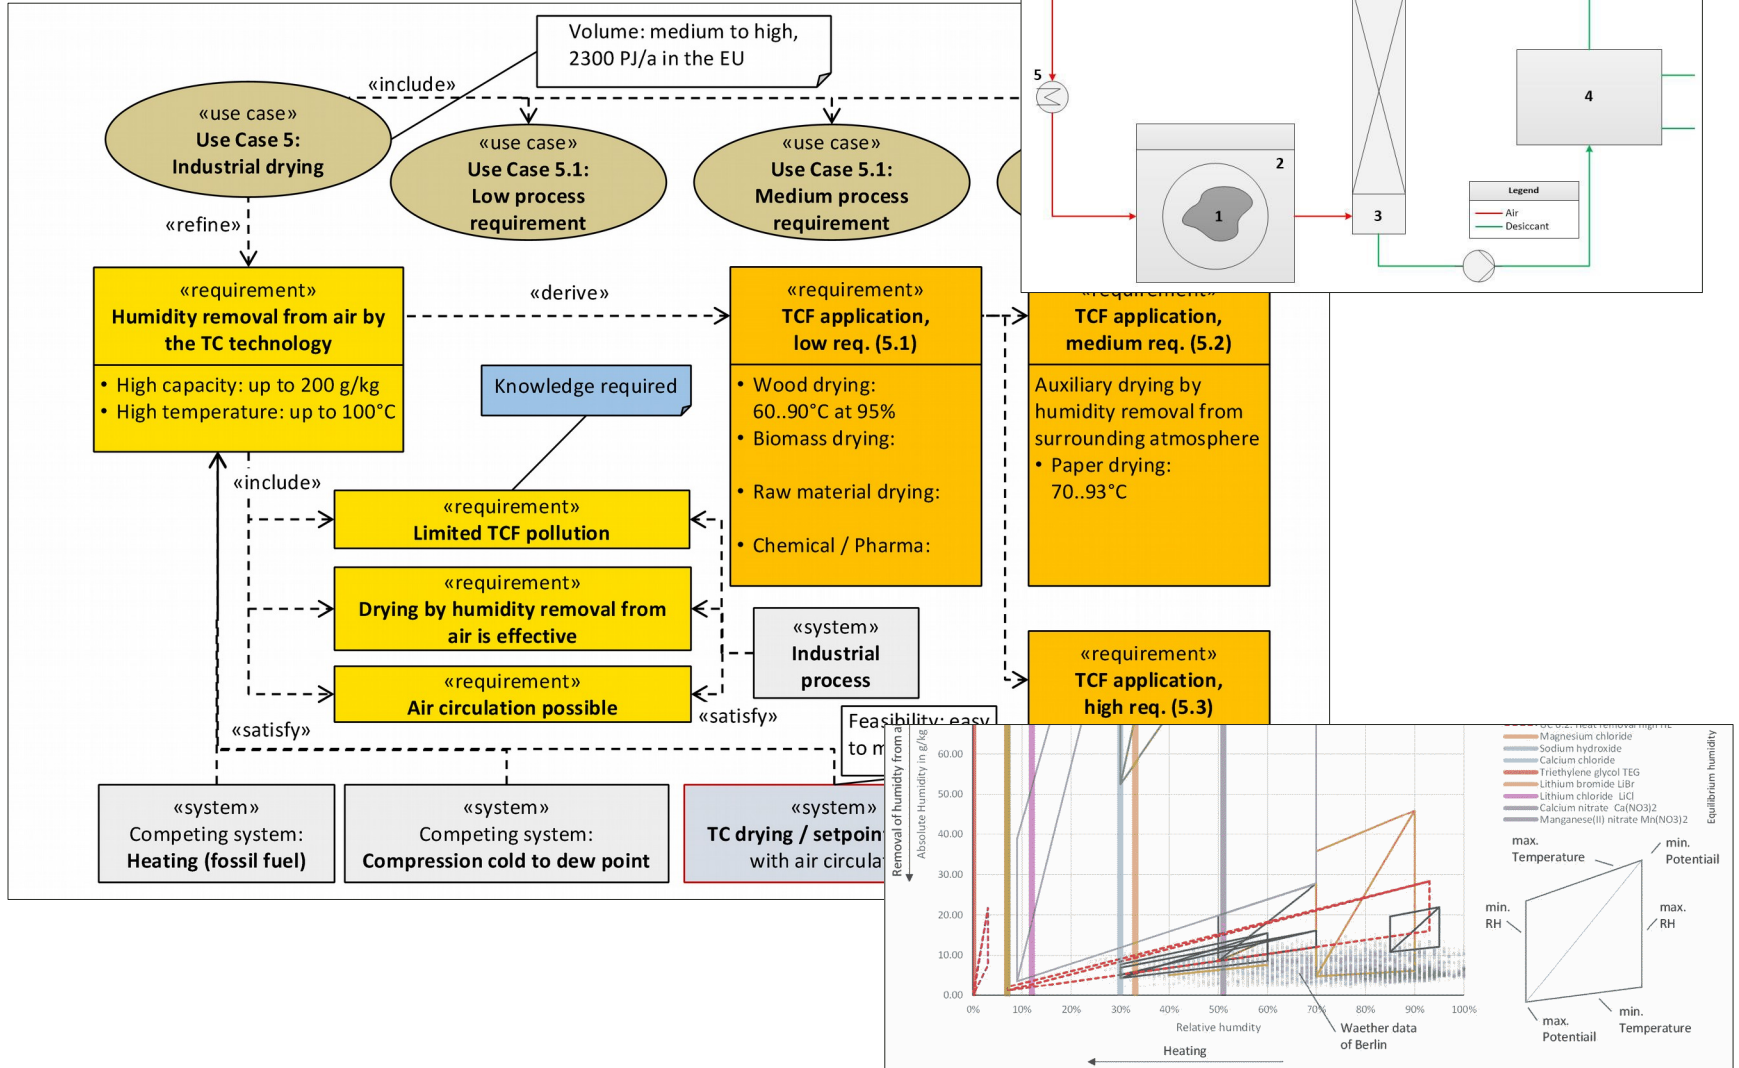 Volume: medium to high,
2300 PJ/a in the EU
«include»
«use case»
Use Case 5:
Industrial drying
«use case»
Use Case 5.1:
Low process
requirement
«use case»
Use Case 5.1:
Medium process
requirement
«refine»
«requirement»
Humidity removal from air by
the TC technology
• High capacity: up to 200 g/kg
• High temperature: up to 100°C
«derive»
«requirement»
TCF application,
low req. (5.1)
• Wood drying:
60..90°C at 95%
• Biomass drying:
• Raw material drying:
• Chemical / Pharma:
«requirement»
TCF application,
medium req. (5.2)
Auxiliary drying by
humidity removal from
surrounding atmosphere
• Paper drying:
70..93°C
Knowledge required
«include»
«requirement»
Limited TCF pollution
«requirement»
Drying by humidity removal from
air is effective
«requirement»
Air circulation possible
«system»
Industrial
process
«requirement»
TCF application,
high req. (5.3)
«satisfy»
«satisfy»
Feasibility: easy
to
«system»
Competing system:
Heating (fossil fuel)
«system»
Competing system:
Compression cold to dew point
«system»
TC drying /
with air
5
2
1
3
4
Legend
Air
Desiccant
Removal of humidity from
Absolute Humidity in g/kg
60.00
50.00
40.00
30.00
20.00
10.00
0.00
0%
10%
20%
30%
40%
50%
60%
70%
80%
90%
100%
Relative humdity
Heating
Waether data
of Berlin
Magnesium chloride
Sodium hydroxide
Calcium chloride
Triethylene glycol TEG
Lithium bromide LiBr
Lithium chloride LiCl
Calcium nitrate Ca(NO3)2
Manganese(II) nitrate Mn(NO3)2
Equilibrium humidity
max.
Temperature
min.
Potentiail
min.
RH
max.
RH
max.
Potentiail
min.
Temperature